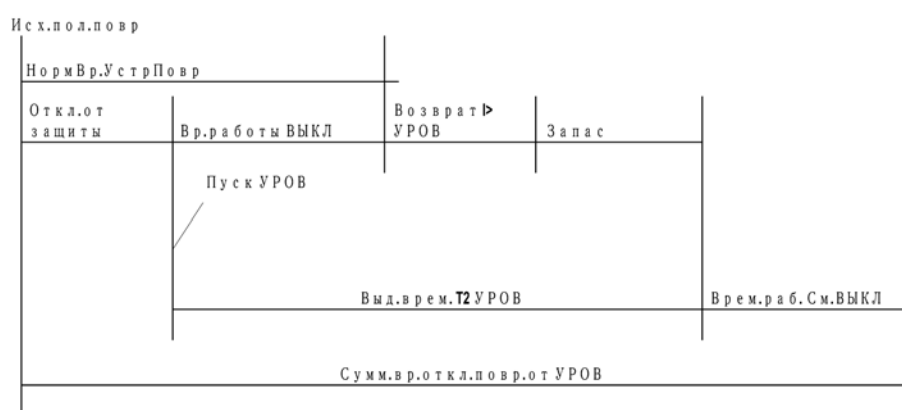 Исх.пол.повр
НормВр.УстрПовр
Откл.от
защиты
Вр.работы ВЫКЛ
Возврат I>
УРОВ
Запас
Пуск УРОВ
Выд.врем.T2 УРОВ
Врем.раб.См.ВЫКЛ
Сумм.вр.откл.повр.от УРОВ